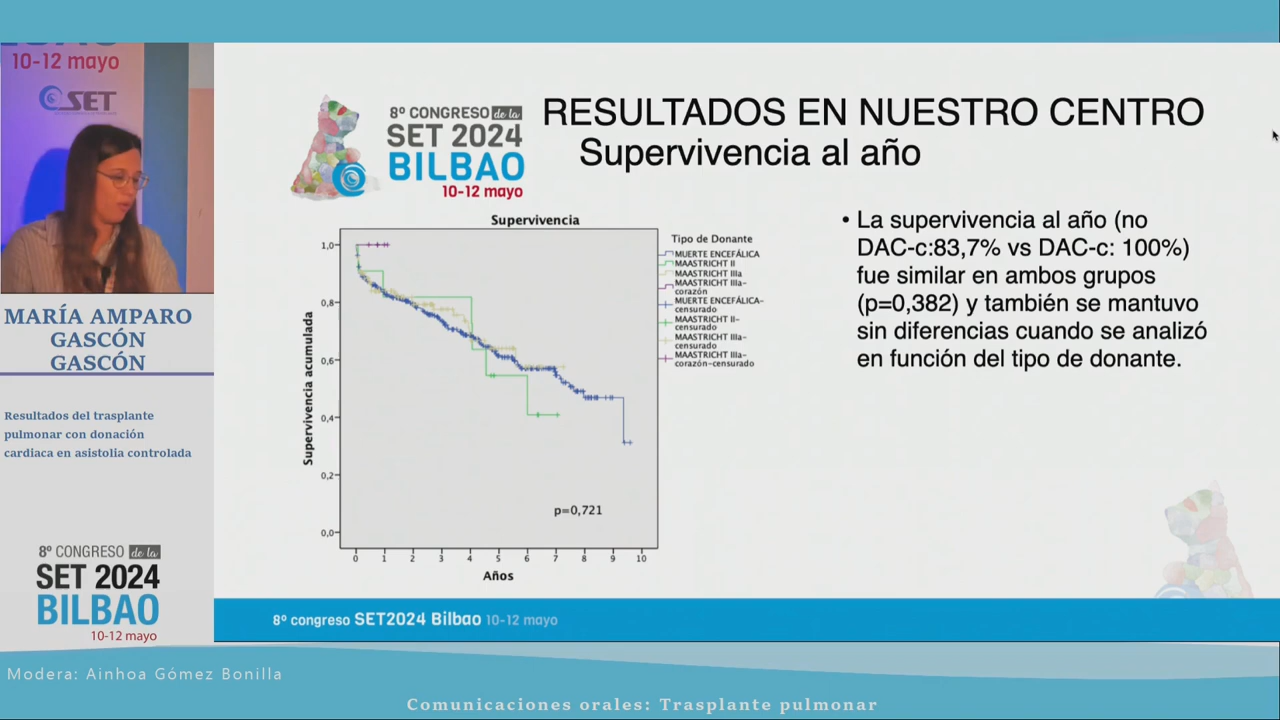 10-12 mayo
SET
MARÍA AMPARO
GASCÓN
GASCÓN
Resultados del trasplante
pulmonar con donación
cardiaca en asistolia controlada
8º CONGRESO de la
SET 2024
BILBAO
10-12 mayo
8º CONGRESO de la
SET 2024
BILBAO
10-12 mayo
RESULTADOS EN NUESTRO CENTRO
Supervivencia al año
Supervivencia
Supervivencia acumulada
1,0
0,8
0,6
0,4
0,2
0,0
0 1 2 3 4 5 6 7 8 9 10
Años
p=0,721
Tipo de Donante
MUERTE ENCEFÁLICA
MAASTRICHT II
MAASTRICHT IIIa
MAASTRICHT IIIa-
corazón
MUERTE ENCEFÁLICA-
censurado
MAASTRICHT II-
censurado
MAASTRICHT IIIa-
censurado
MAASTRICHT IIIa
corazón-censurado
• La supervivencia al año (no
DAC-c:83,7% vs DAC-c: 100%)
fue similar en ambos grupos
(p=0,382) y también se mantuvo
sin diferencias cuando se analizó
en función del tipo de donante.
8º congreso SET2024 Bilbao 10-12 mayo
Modera: Ainhoa Gómez Bonilla
Comunicaciones orales: Trasplante pulmonar